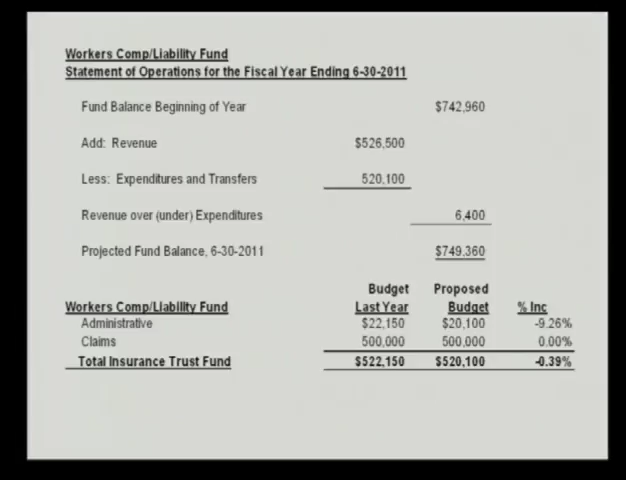 Workers Comp/Liability Fund
Statement of Operations for the Fiscal Year Ending 6-30-2011
Fund Balance Beginning of Year $742,960
Add: Revenue $526,500
Less: Expenditures and Transfers 520,100
Revenue over (under) Expenditures 6,400
Projected Fund Balance, 6-30-2011 $749,360
Budget Proposed
Workers Comp/Liability Fund Last Year Budget % Inc
Administrative $22,150 $20,100 -9.26%
Claims 500,000 500,000 0.00%
Total Insurance Trust Fund $522,150 $520,100 -0.39%